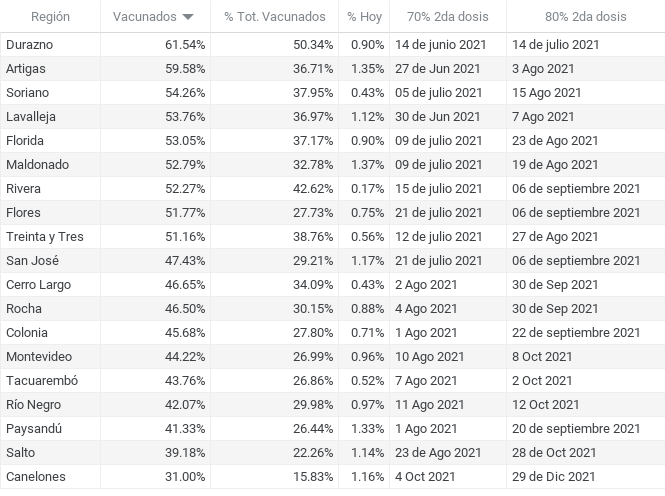 Región Vacunados % Tot. Vacunados % Hoy 70% 2da dosis 80% 2da dosis
Durazno 61.54% 50.34% 0.90% 14 de junio 2021 14 de julio 2021
Artigas 59.58% 36.71% 1.35% 27 de Jun 2021 3 Ago 2021
Soriano 54.26% 37.95% 0.43% 05 de julio 2021 15 Ago 2021
Lavalleja 53.76% 36.97% 1.12% 30 de Jun 2021 7 Ago 2021
Florida 53.05% 37.17% 0.90% 09 de julio 2021 23 de Ago 2021
Maldonado 52.79% 32.78% 1.37% 09 de julio 2021 19 de Ago 2021
Rivera 52.27% 42.62% 0.17% 15 de julio 2021 06 de septiembre 2021
Flores 51.77% 27.73% 0.75% 21 de julio 2021 06 de septiembre 2021
Treinta y Tres 51.16% 38.76% 0.56% 12 de julio 2021 27 de Ago 2021
San José 47.43% 29.21% 1.17% 21 de julio 2021 06 de septiembre 2021
Cerro Largo 46.65% 34.09% 0.43% 2 Ago 2021 30 de Sep 2021
Rocha 46.50% 30.15% 0.88% 4 Ago 2021 30 de Sep 2021
Colonia 45.68% 27.80% 0.71% 1 Ago 2021 22 de septiembre 2021
Montevideo 44.22% 26.99% 0.96% 10 Ago 2021 8 Oct 2021
Tacuarembó 43.76% 26.86% 0.52% 7 Ago 2021 2 Oct 2021
Río Negro 42.07% 29.98% 0.97% 11 Ago 2021 12 Oct 2021
Paysandú 41.33% 26.44% 1.33% 1 Ago 2021 20 de septiembre 2021
Salto 39.18% 22.26% 1.14% 23 de Ago 2021 28 de Oct 2021
Canelones 31.00% 15.83% 1.16% 4 Oct 2021 29 de Dic 2021